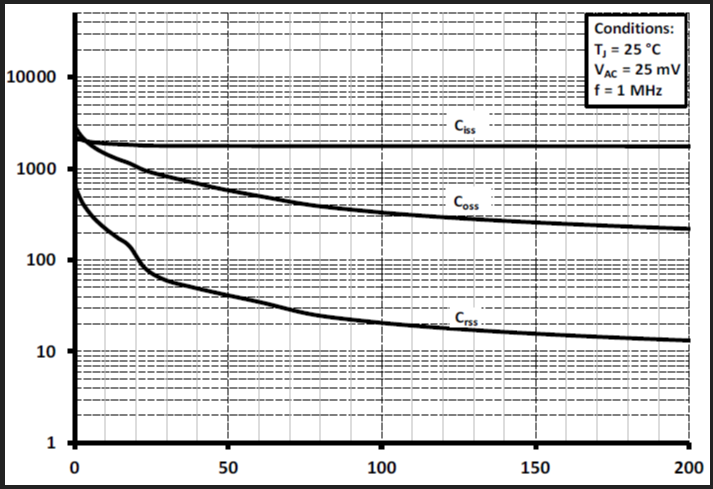 Conditions:
TJ = 25 °C
VAC = 25 mV
f = 1 MHz
10000
1000
100
10
1
Ciss
Coss
Crss
0 50 100 150 200